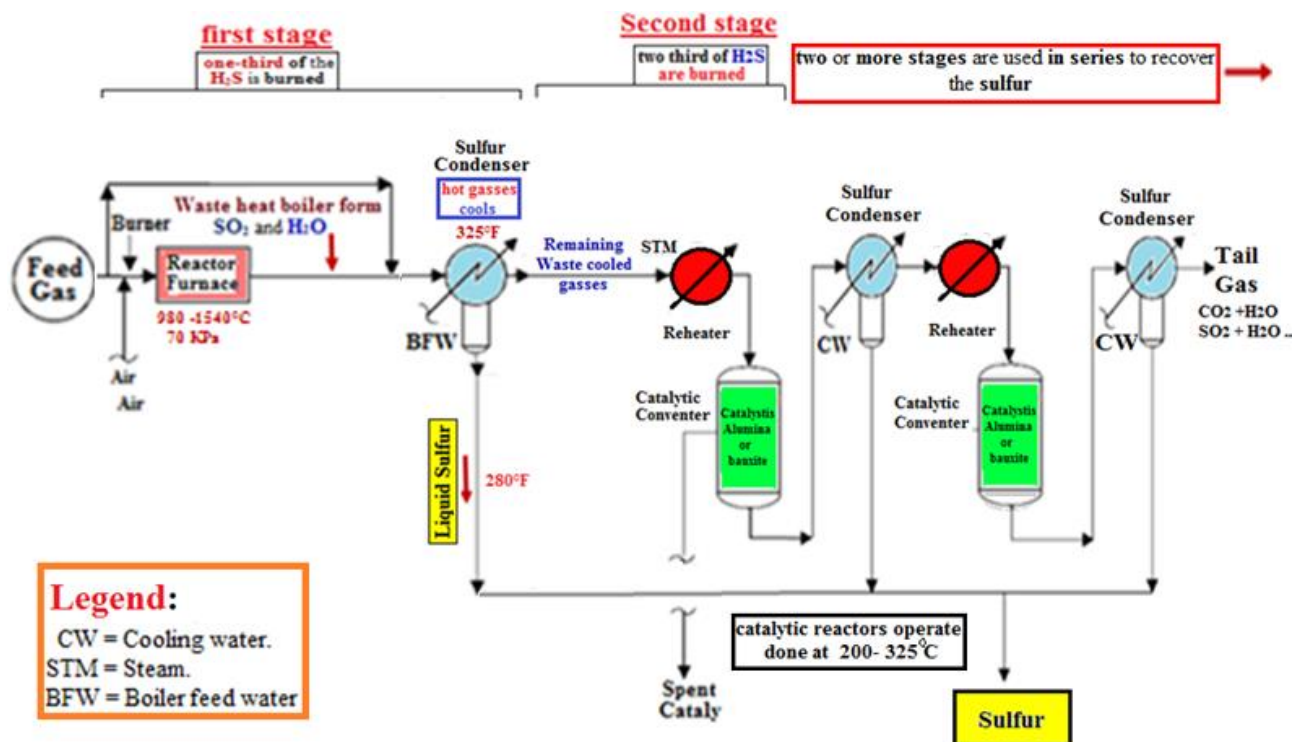 first stage
one-third of the
H₂S is burned
Second stage
two third of H2S
are burned
two or more stages are used in series to recover
the sulfur
Sulfur
Condenser
hot gasses
cools
325°F
Waste heat boiler form
SO₂ and H₂O
Burner
Feed
Gas
Reactor
Furnace
980 -1540°C
70 KPa
Air
Air
BFW
Remaining
Waste cooled
gasses
STM
Reheater
Sulfur
Condenser
CW
Reheater
Sulfur
Condenser
CW
Tail
Gas
CO₂ +H2O
SO₂ + H2O ..
Catalytic
Conventer
Catalystis
Alumina
or
bauxite
Catalytic
Conventer
Catalystis
Alumina
or
bauxite
Liquid Sulfur
280°F
Legend:
CW = Cooling water.
STM = Steam.
BFW = Boiler feed water
catalytic reactors operate
done at 200- 325°C
Spent
Cataly
Sulfur